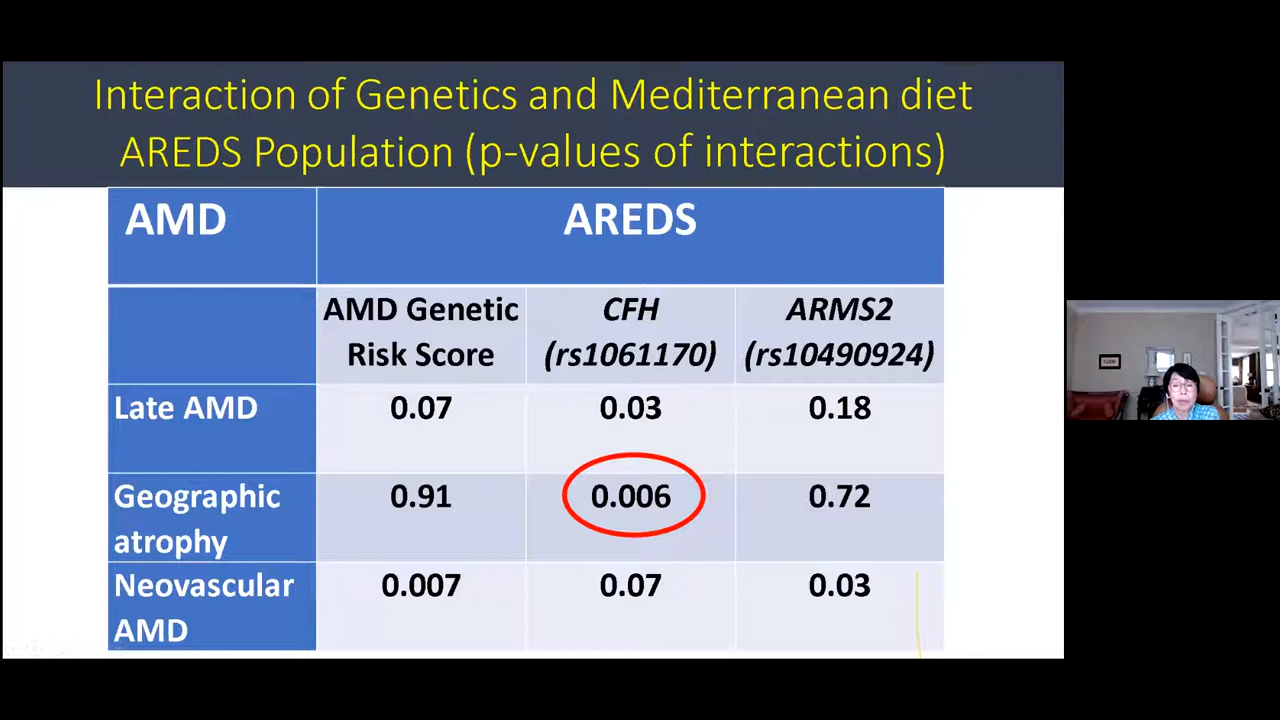 Interaction of Genetics and Mediterranean diet
AREDS Population (p-values of interactions)
AMD AREDS
AMD Genetic Risk Score CFH (rs1061170) ARMS2 (rs10490924)
Late AMD 0.07 0.03 0.18
Geographic atrophy 0.91 0.006 0.72
Neovascular AMD 0.007 0.07 0.03